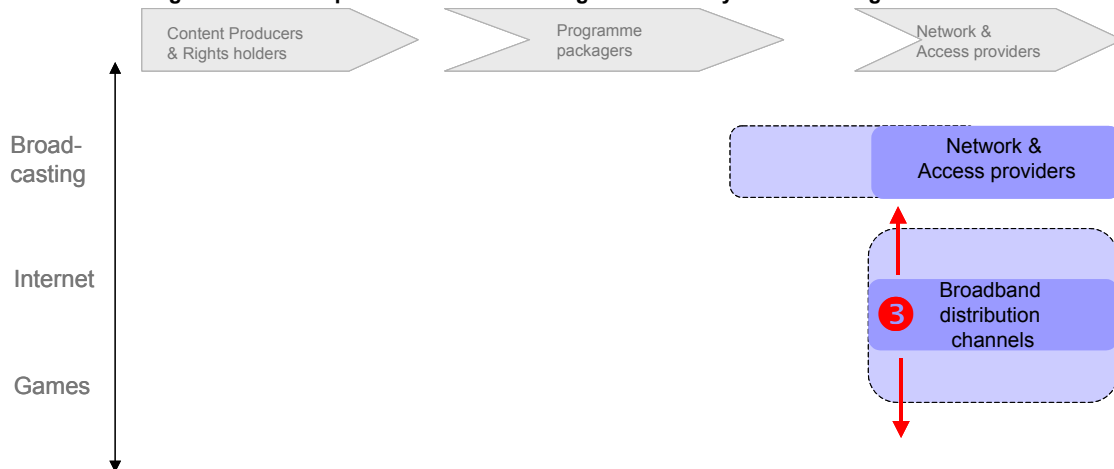 Content Producers
& Rights holders
Programme
packagers
Network &
Access providers
Broad-
casting
Network &
Access providers
Internet
❸
Broadband
distribution
channels
Games